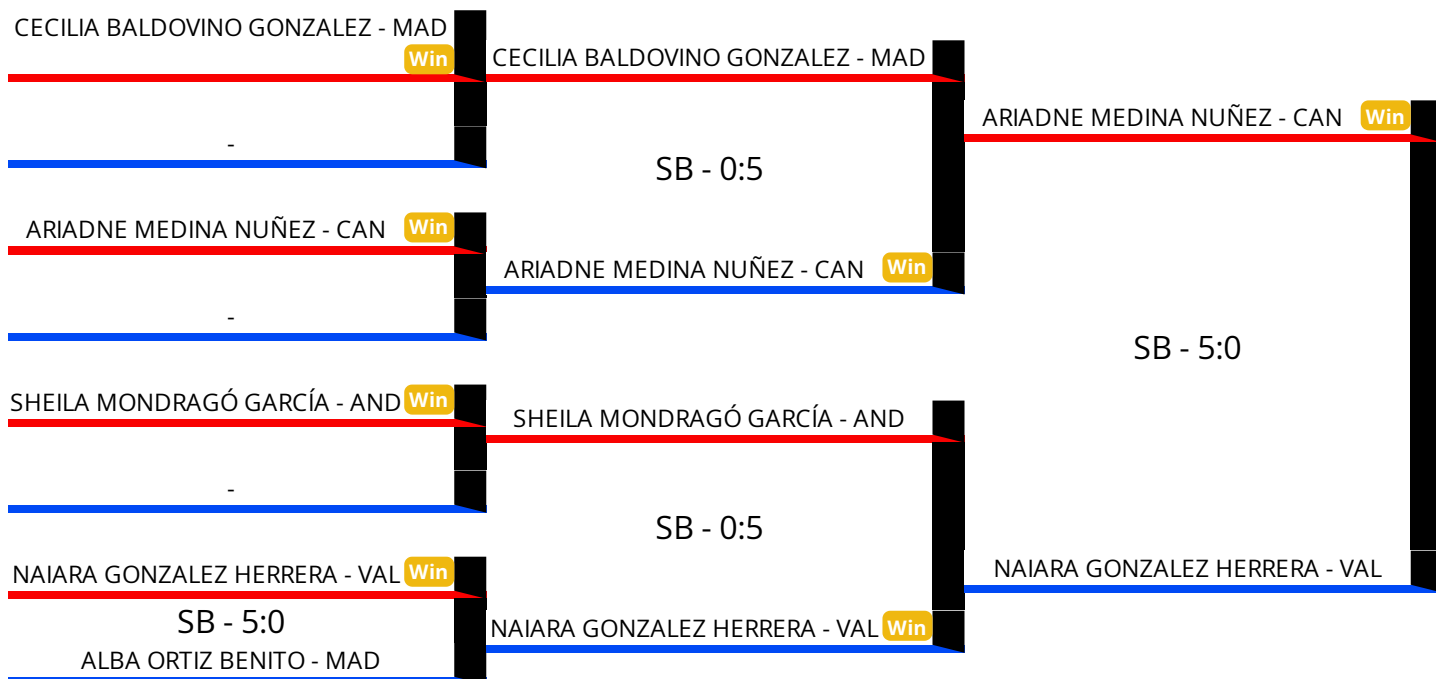 CECILIA BALDOVINO GONZALEZ - MAD
Win
-
ARIADNE MEDINA NUÑEZ - CAN Win
-
SHEILA MONDRAGÓ GARCÍA - AND Win
-
NAIARA GONZALEZ HERRERA - VAL Win
SB - 5:0
ALBA ORTIZ BENITO - MAD
CECILIA BALDOVINO GONZALEZ - MAD
SB - 0:5
ARIADNE MEDINA NUÑEZ - CAN Win
SHEILA MONDRAGÓ GARCÍA - AND
SB - 0:5
NAIARA GONZALEZ HERRERA - VAL Win
ARIADNE MEDINA NUÑEZ - CAN Win
SB - 5:0
NAIARA GONZALEZ HERRERA - VAL